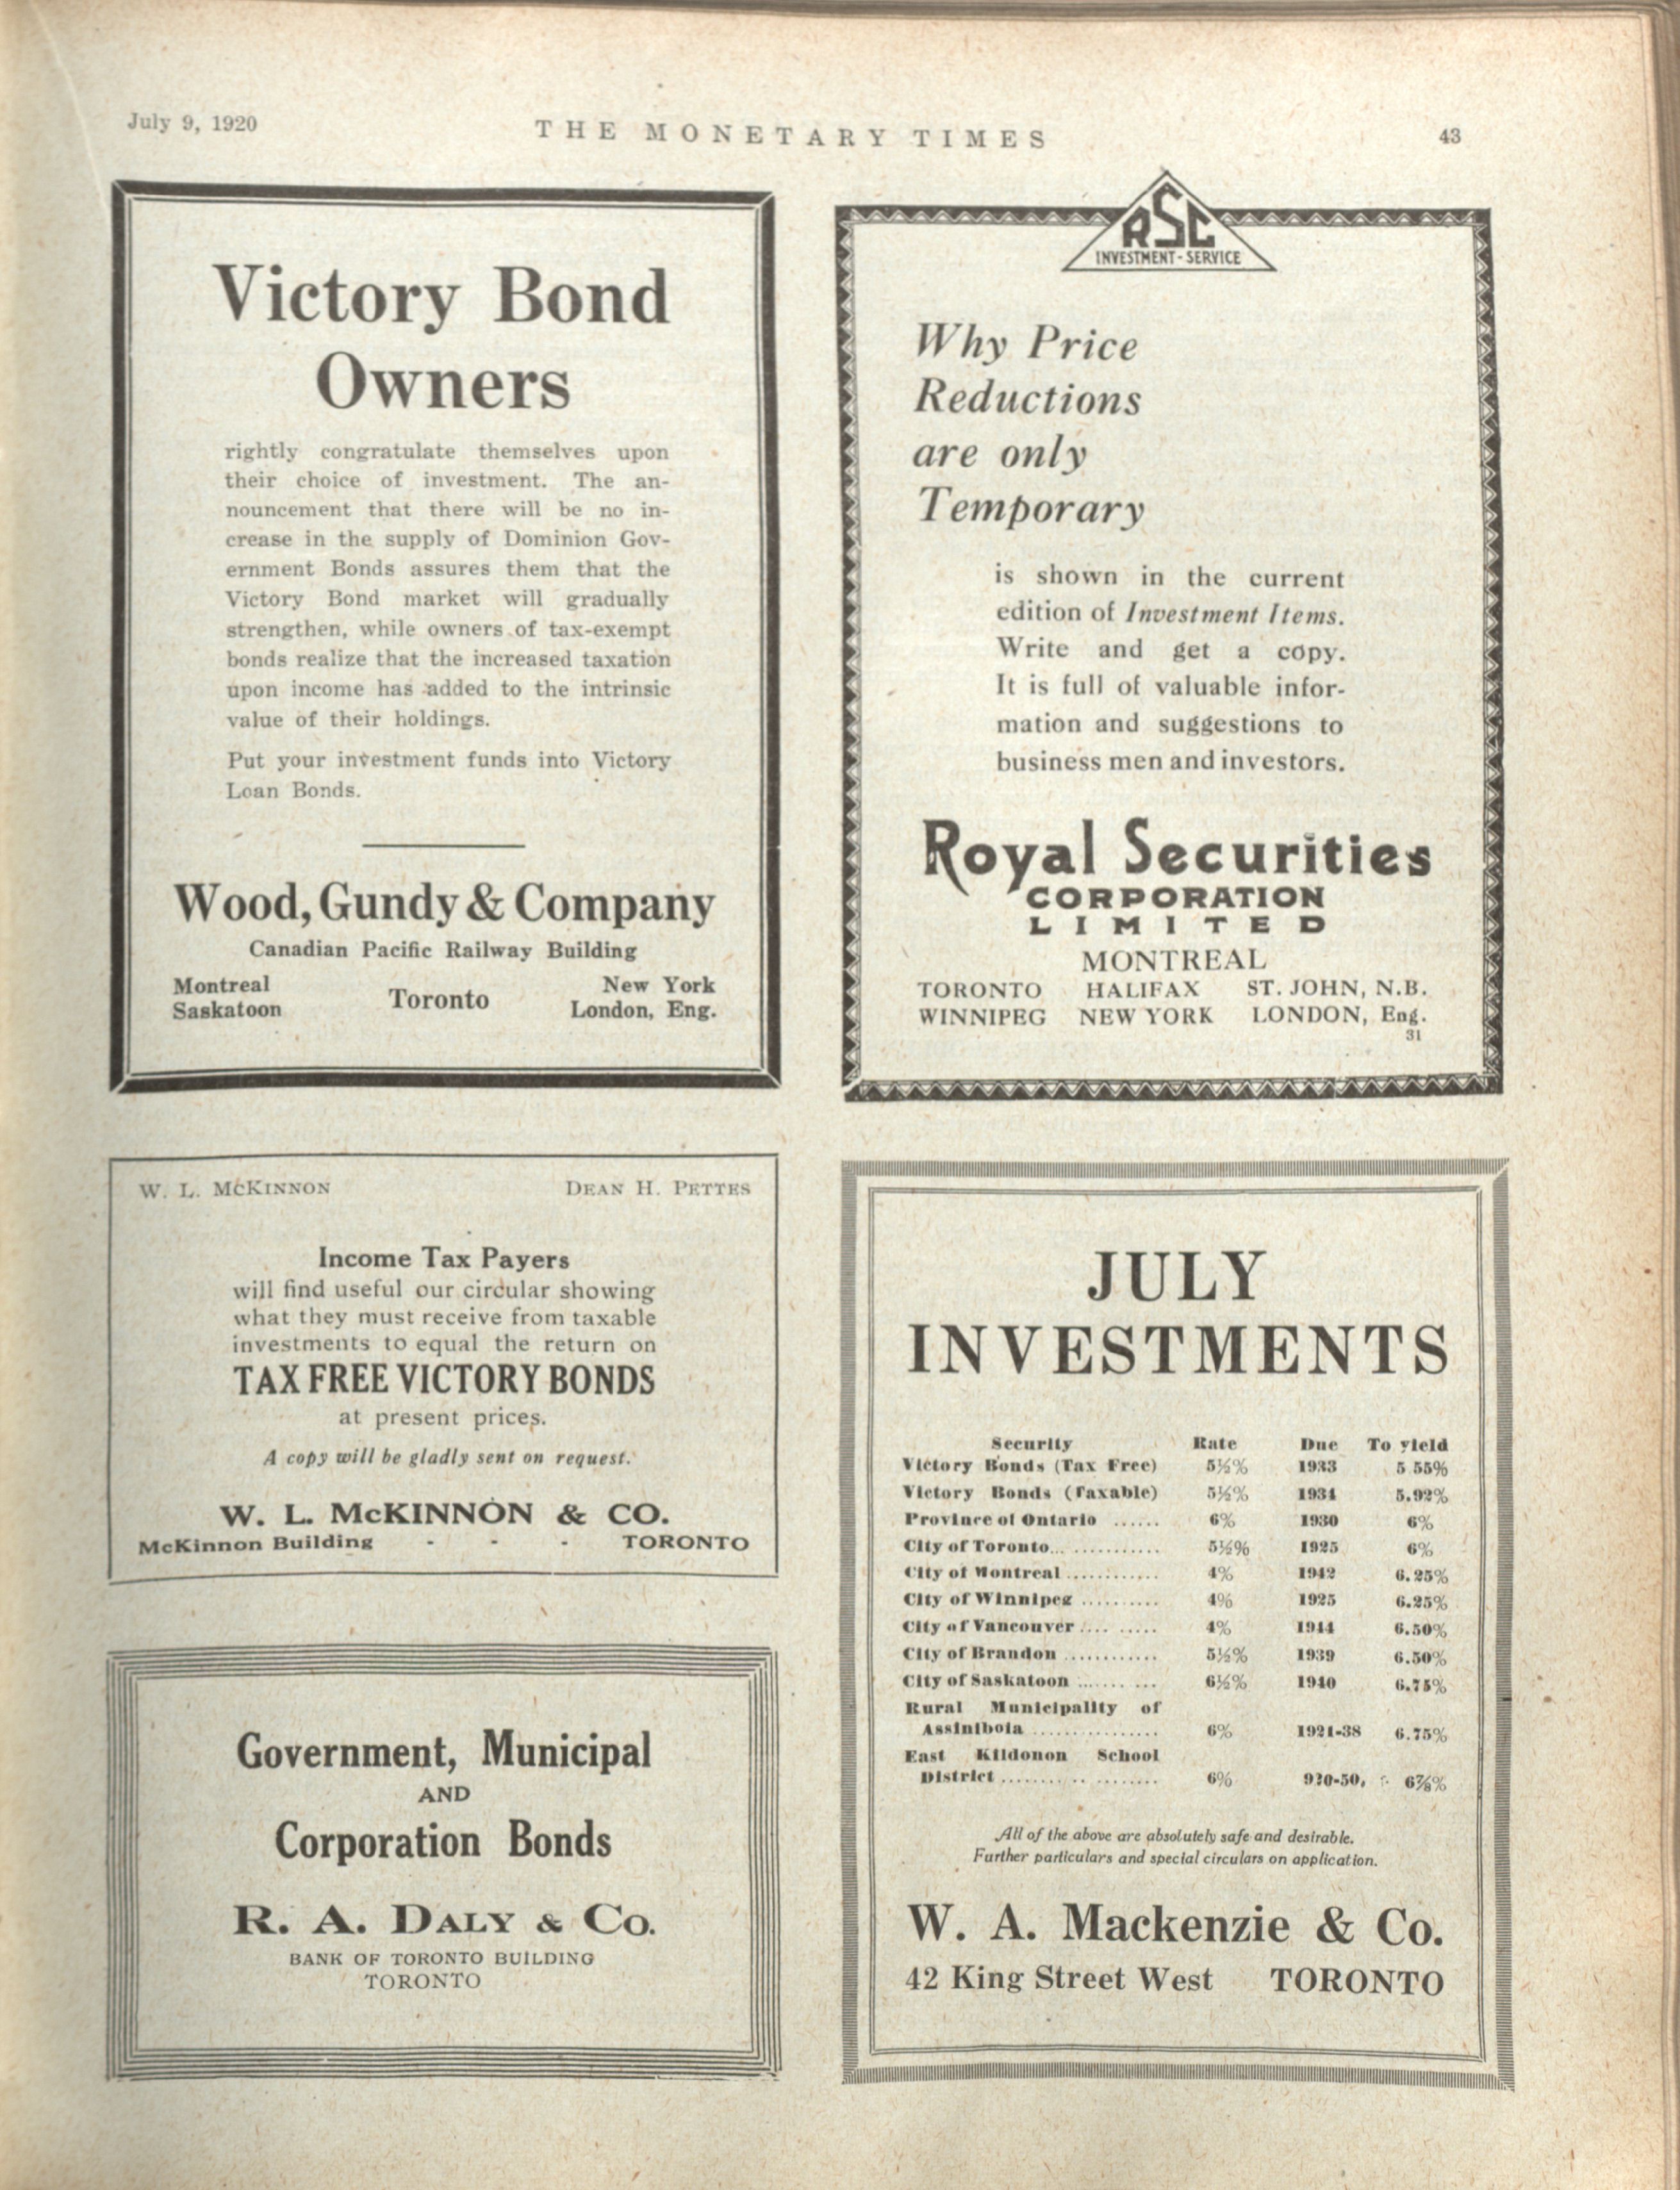 July 9, 1920
THE MONETARY TIMES
43
Victory Bond
Owners
rightly congratulate themselves upon
their choice of investment. The an-
nouncement that there will be no in-
crease in the supply of Dominion Gov-
ernment Bonds assures them that the
Victory Bond market will gradually
strengthen, while owners of tax-exempt
bonds realize that the increased taxation
upon income has added to the intrinsic
value of their holdings.
Put your investment funds into Victory
Loan Bonds.
Wood, Gundy & Company
Canadian Pacific Railway Building
Montreal
Saskatoon
Toronto
New York
London, Eng.
RSC
INVESTMENT-SERVICE
Why Price
Reductions
are only
Temporary
is shown in the current
edition of Investment Items.
Write and get a copy.
It is full of valuable infor-
mation and suggestions to
business men and investors.
Royal Securities
CORPORATION
LIMITED
MONTREAL
TORONTO HALIFAX ST. JOHN, N.B.
WINNIPEG NEW YORK LONDON, Eng.
31
W. L. McKINNON DEAN H. PETTES
Income Tax Payers
will find useful our circular showing
what they must receive from taxable
investments to equal the return on
TAX FREE VICTORY BONDS
at present prices.
A copy will be gladly sent on request.
W. L. McKINNON & CO.
McKinnon Building - - - TORONTO
Government, Municipal
AND
Corporation Bonds
R. A. DALY & Co.
BANK OF TORONTO BUILDING
TORONTO
JULY
INVESTMENTS
Security Rate Due To yield
Victory Bonds (Tax Free) 5½% 1933 5 55%
Victory Bonds (Taxable) 5½% 1934 5.92%
Province of Ontario ...... 6% 1930 6%
City of Toronto... ........... 5½% 1925 6%
City of Montreal ............ 4% 1942 6.25%
City of Winnipeg .......... 4% 1925 6.25%
City of Vancouver .... ..... 4% 1944 6.50%
City of Brandon ............ 5½% 1939 6.50%
City of Saskatoon ....... ... 6½% 1940 6.75%
Rural Municipality of
Assiniboia ................ 6% 1921-38 6.75%
East Kildonon School
District .......... .. ........ 6% 920-50, 6⅞%
All of the above are absolutely safe and desirable.
Further particulars and special circulars on application.
W. A. Mackenzie & Co.
42 King Street West TORONTO